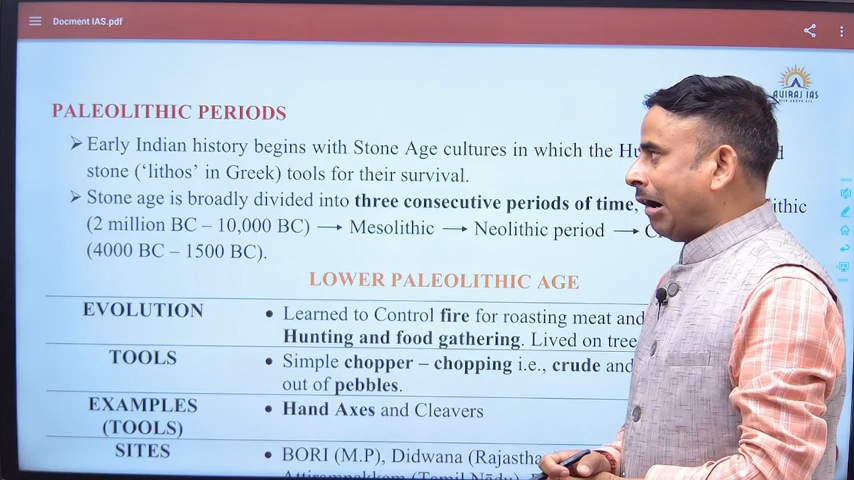 Docment IAS.pdf
AVIRAJ IAS
PALEOLITHIC PERIODS
➢ Early Indian history begins with Stone Age cultures in which the
stone (‘lithos’ in Greek) tools for their survival.
➢ Stone age is broadly divided into three consecutive periods of time,
(2 million BC – 10,000 BC) → Mesolithic → Neolithic period →
(4000 BC – 1500 BC).
LOWER PALEOLITHIC AGE
EVOLUTION
• Learned to Control fire for roasting meat and
Hunting and food gathering. Lived on tree
TOOLS
• Simple chopper – chopping i.e., crude and
out of pebbles.
EXAMPLES
(TOOLS)
• Hand Axes and Cleavers
SITES
• BORI (M.P), Didwana
Attirampakkam (Tamil Nādu)